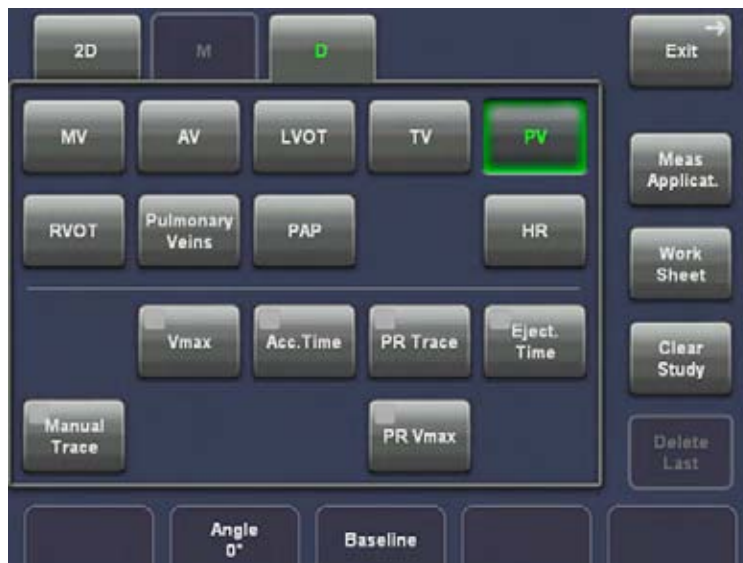 2D
M
D
Exit
MV
AV
LVOT
TV
PV
Meas
Applicat.
RVOT
Pulmonary
Veins
PAP
HR
Work
Sheet
Vmax
Acc.Time
PR Trace
Eject.
Time
Clear
Study
Manual
Trace
PR Vmax
Delete
Last
Angle
0°
Baseline